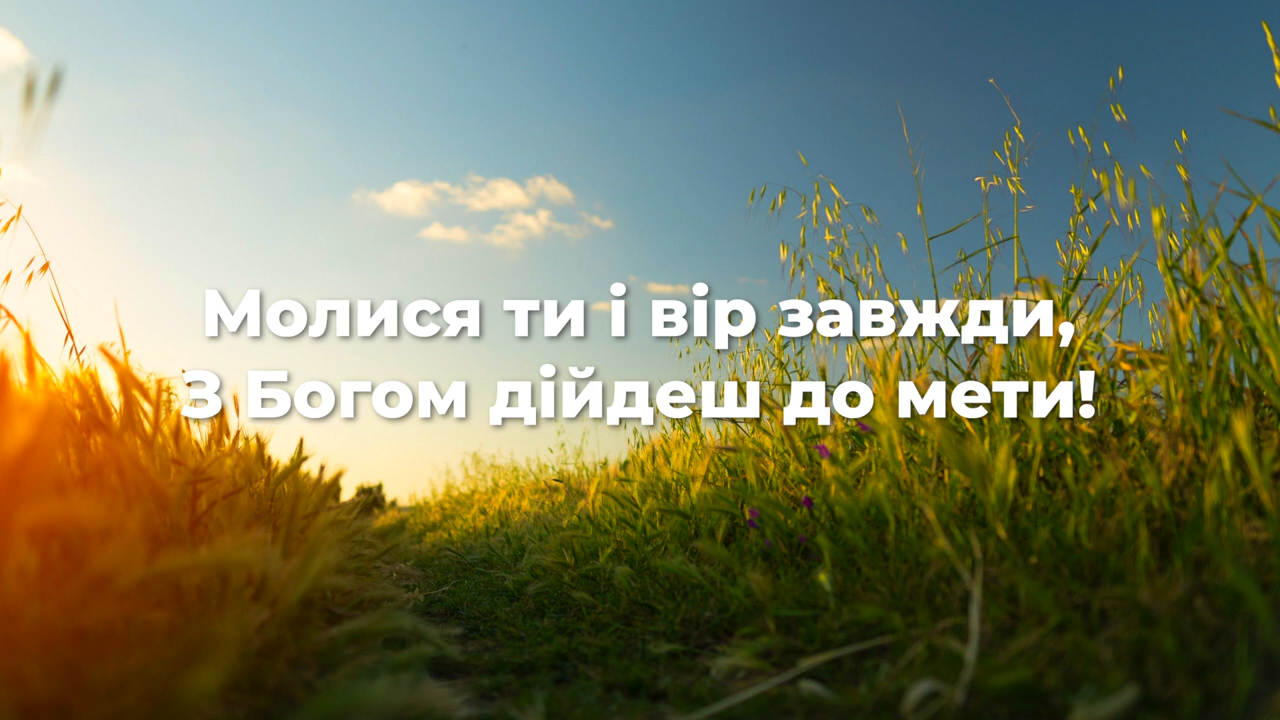 Молися ти і вір завжди,
З Богом дійдеш до мети!